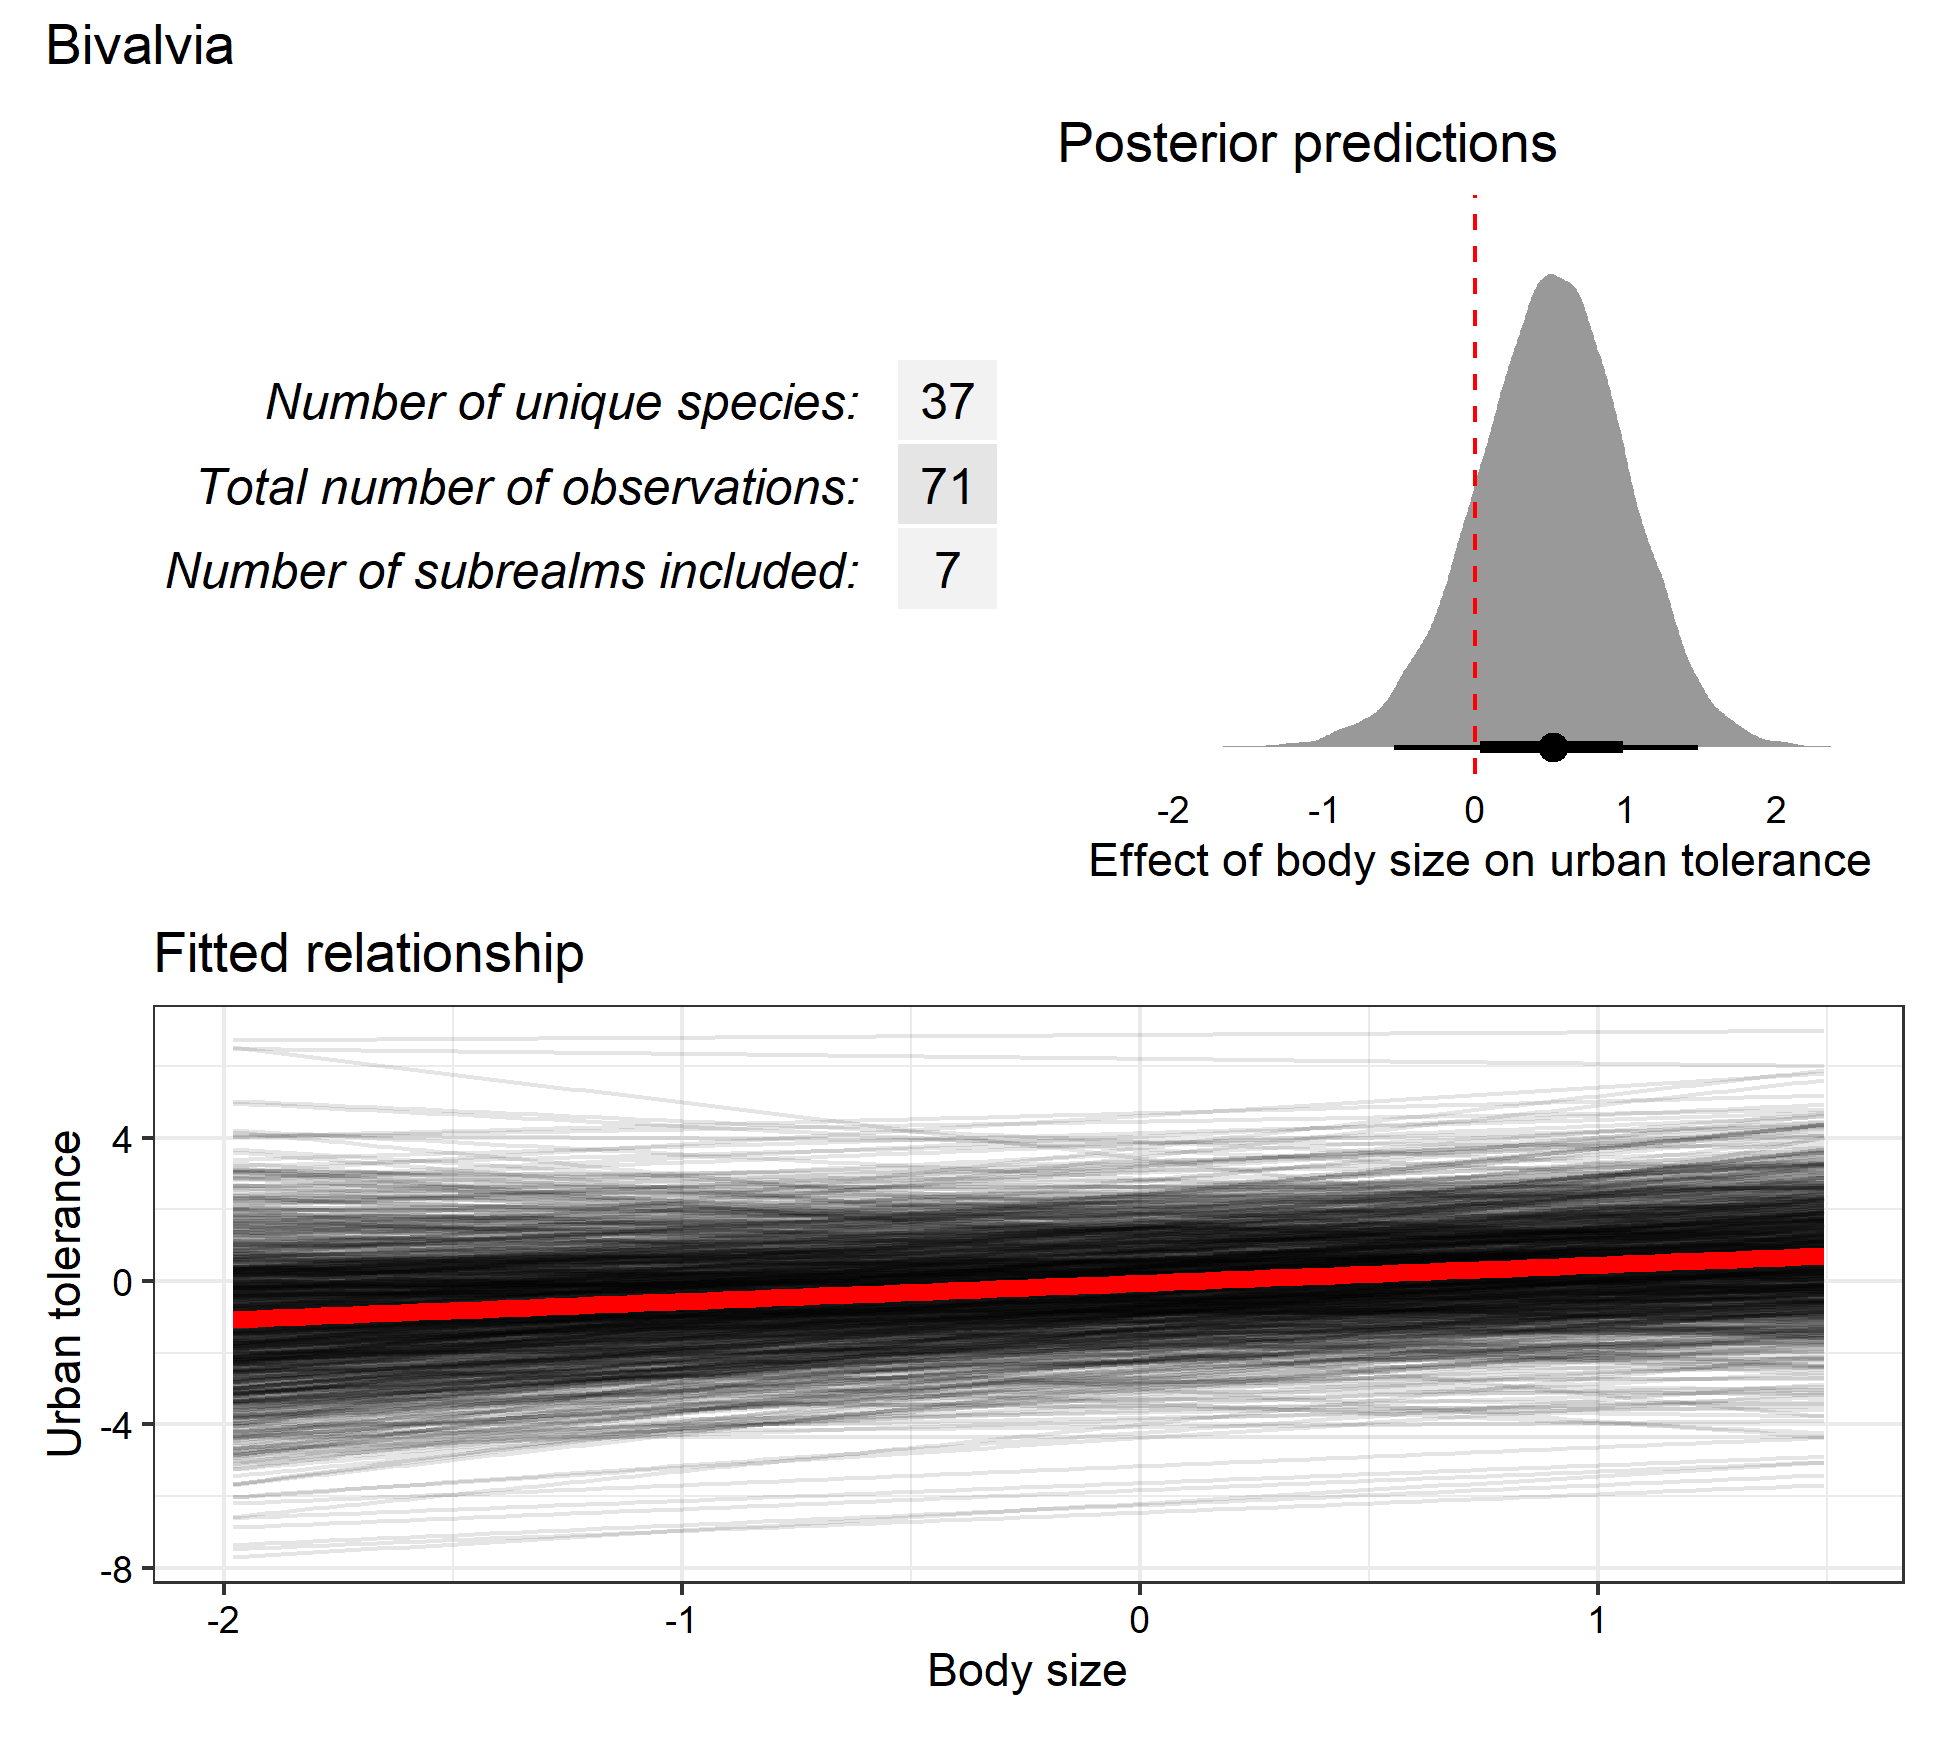 Bivalvia
Number of unique species: 37
Total number of observations: 71
Number of subrealms included: 7
Posterior predictions
-2 -1 0 1 2
Effect of body size on urban tolerance
Fitted relationship
Urban tolerance
4
0
-4
-8
-2 -1 0 1
Body size